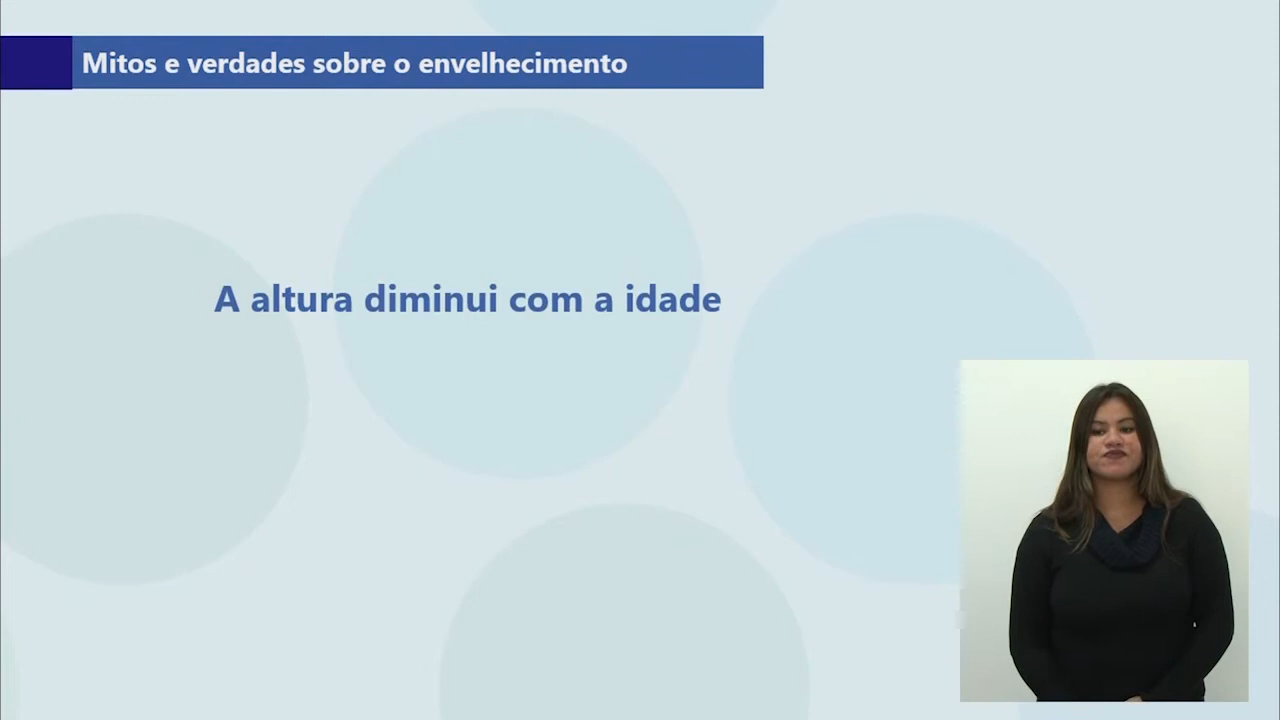 Mitos e verdades sobre o envelhecimento
A altura diminui com a idade